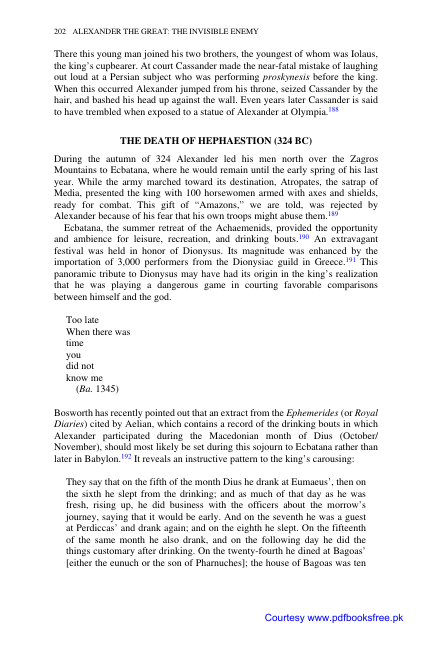 202 ALEXANDER THE GREAT: THE INVISIBLE ENEMY
There this young man joined his two brothers, the youngest of whom was Iolaus,
the king's cupbearer. At court Cassander made the near-fatal mistake of laughing
out loud at a Persian subject who was performing proskynesis before the king.
When this occurred Alexander jumped from his throne, seized Cassander by the
hair, and bashed his head up against the wall. Even years later Cassander is said
to have trembled when exposed to a statue of Alexander at Olympia.188
THE DEATH OF HEPHAESTION (324 BC)
During the autumn of 324 Alexander led his men north over the Zagros
Mountains to Ecbatana, where he would remain until the early spring of his last
year. While the army marched toward its destination, Atropates, the satrap of
Media, presented the king with 100 horsewomen armed with axes and shields,
ready for combat. This gift of “Amazons,” we are told, was rejected by
Alexander because of his fear that his own troops might abuse them.189
Ecbatana, the summer retreat of the Achaemenids, provided the opportunity
and ambience for leisure, recreation, and drinking bouts.190 An extravagant
festival was held in honor of Dionysus. Its magnitude was enhanced by the
importation of 3,000 performers from the Dionysiac guild in Greece.191 This
panoramic tribute to Dionysus may have had its origin in the king's realization
that he was playing a dangerous game in courting favorable comparisons
between himself and the god.
Too late
When there was
time
you
did not
know me
(Ba. 1345)
Bosworth has recently pointed out that an extract from the Ephemerides (or Royal
Diaries) cited by Aelian, which contains a record of the drinking bouts in which
Alexander participated during the Macedonian month of Dius (October/
November), should most likely be set during this sojourn to Ecbatana rather than
later in Babylon.192 It reveals an instructive pattern to the king's carousing:
They say that on the fifth of the month Dius he drank at Eumaeus', then on
the sixth he slept from the drinking; and as much of that day as he was
fresh, rising up, he did business with the officers about the morrow's
journey, saying that it would be early. And on the seventh he was a guest
at Perdiccas' and drank again; and on the eighth he slept. On the fifteenth
of the same month he also drank, and on the following day he did the
things customary after drinking. On the twenty-fourth he dined at Bagoas'
[either the eunuch or the son of Pharnuches]; the house of Bagoas was ten
Courtesy www.pdfbooksfree.pk